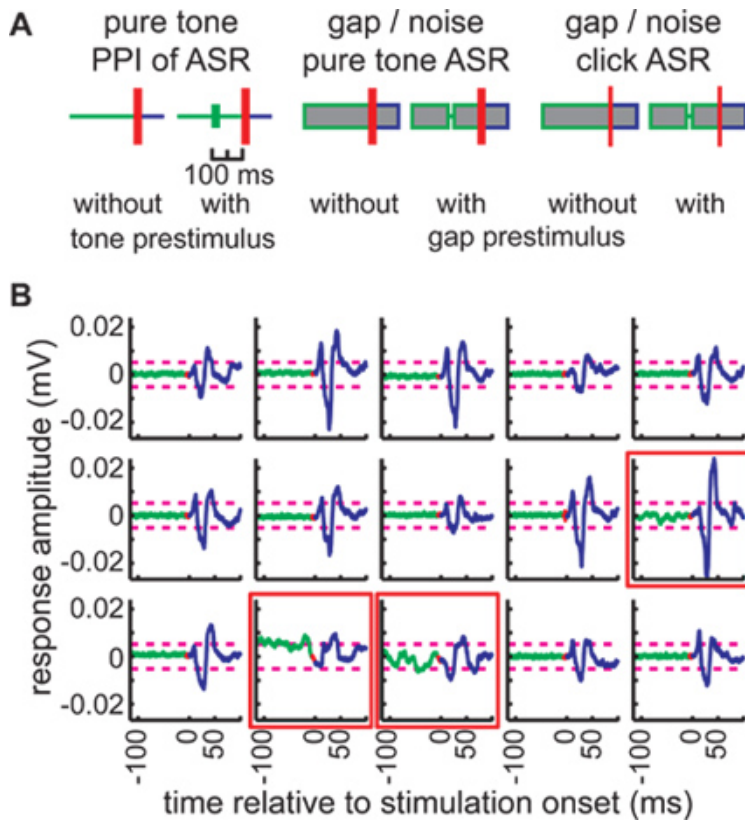 A
pure tone PPI of ASR
gap / noise pure tone ASR
gap / noise click ASR
100 ms
without with without with without with
tone prestimulus gap prestimulus
B
response amplitude (mV)
0.02
0
-0.02
0.02
0
-0.02
0.02
0
-0.02
-100 0 50 -100 0 50 -100 0 50 -100 0 50 -100 0 50
time relative to stimulation onset (ms)